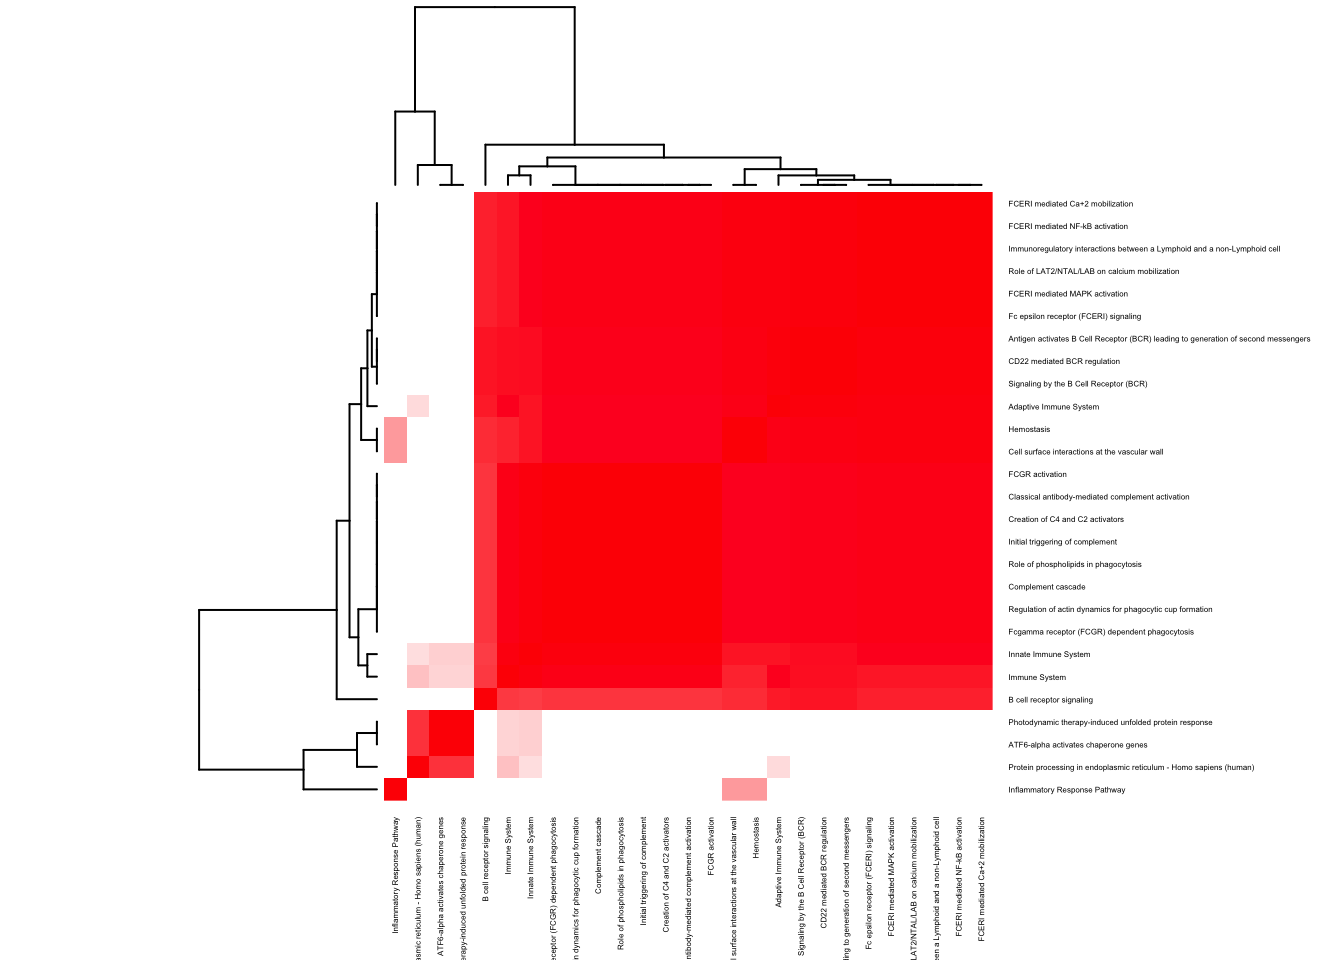 FCERI mediated Ca+2 mobilization
FCERI mediated NF-kB activation
Immunoregulatory interactions between a Lymphoid and a non-Lymphoid cell
Role of LAT2/NTAL/LAB on calcium mobilization
FCERI mediated MAPK activation
Fc epsilon receptor (FCERI) signaling
Antigen activates B Cell Receptor (BCR) leading to generation of second messengers
CD22 mediated BCR regulation
Signaling by the B Cell Receptor (BCR)
Adaptive Immune System
Hemostasis
Cell surface interactions at the vascular wall
FCGR activation
Classical antibody-mediated complement activation
Creation of C4 and C2 activators
Initial triggering of complement
Role of phospholipids in phagocytosis
Complement cascade
Regulation of actin dynamics for phagocytic cup formation
Fcgamma receptor (FCGR) dependent phagocytosis
Innate Immune System
Immune System
B cell receptor signaling
Photodynamic therapy-induced unfolded protein response
ATF6-alpha activates chaperone genes
Protein processing in endoplasmic reticulum - Homo sapiens (human)
Inflammatory Response Pathway
Inflammatory Response Pathway
asmic reticulum - Homo sapiens (human)
ATF6-alpha activates chaperone genes
erapy-induced unfolded protein response
B cell receptor signaling
Immune System
Innate Immune System
eceptor (FCGR) dependent phagocytosis
n dynamics for phagocytic cup formation
Complement cascade
Role of phospholipids in phagocytosis
Initial triggering of complement
Creation of C4 and C2 activators
ntibody-mediated complement activation
FCGR activation
l surface interactions at the vascular wall
Hemostasis
Adaptive Immune System
Signaling by the B Cell Receptor (BCR)
CD22 mediated BCR regulation
ding to generation of second messengers
Fc epsilon receptor (FCERI) signaling
FCERI mediated MAPK activation
LAT2/NTAL/LAB on calcium mobilization
een a Lymphoid and a non-Lymphoid cell
FCERI mediated NF-kB activation
FCERI mediated Ca+2 mobilization